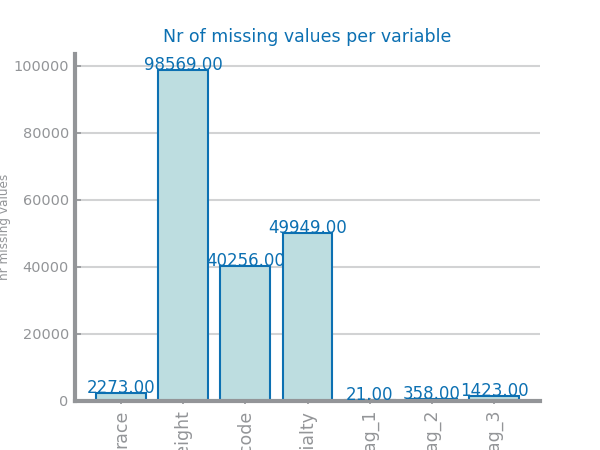 Nr of missing values per variable
nr missing values
100000
80000
60000
40000
20000
0
2273.00
98569.00
40256.00
49949.00
21.00
358.00
1423.00
race
eight
code
ialty
ag_1
ag_2
ag_3